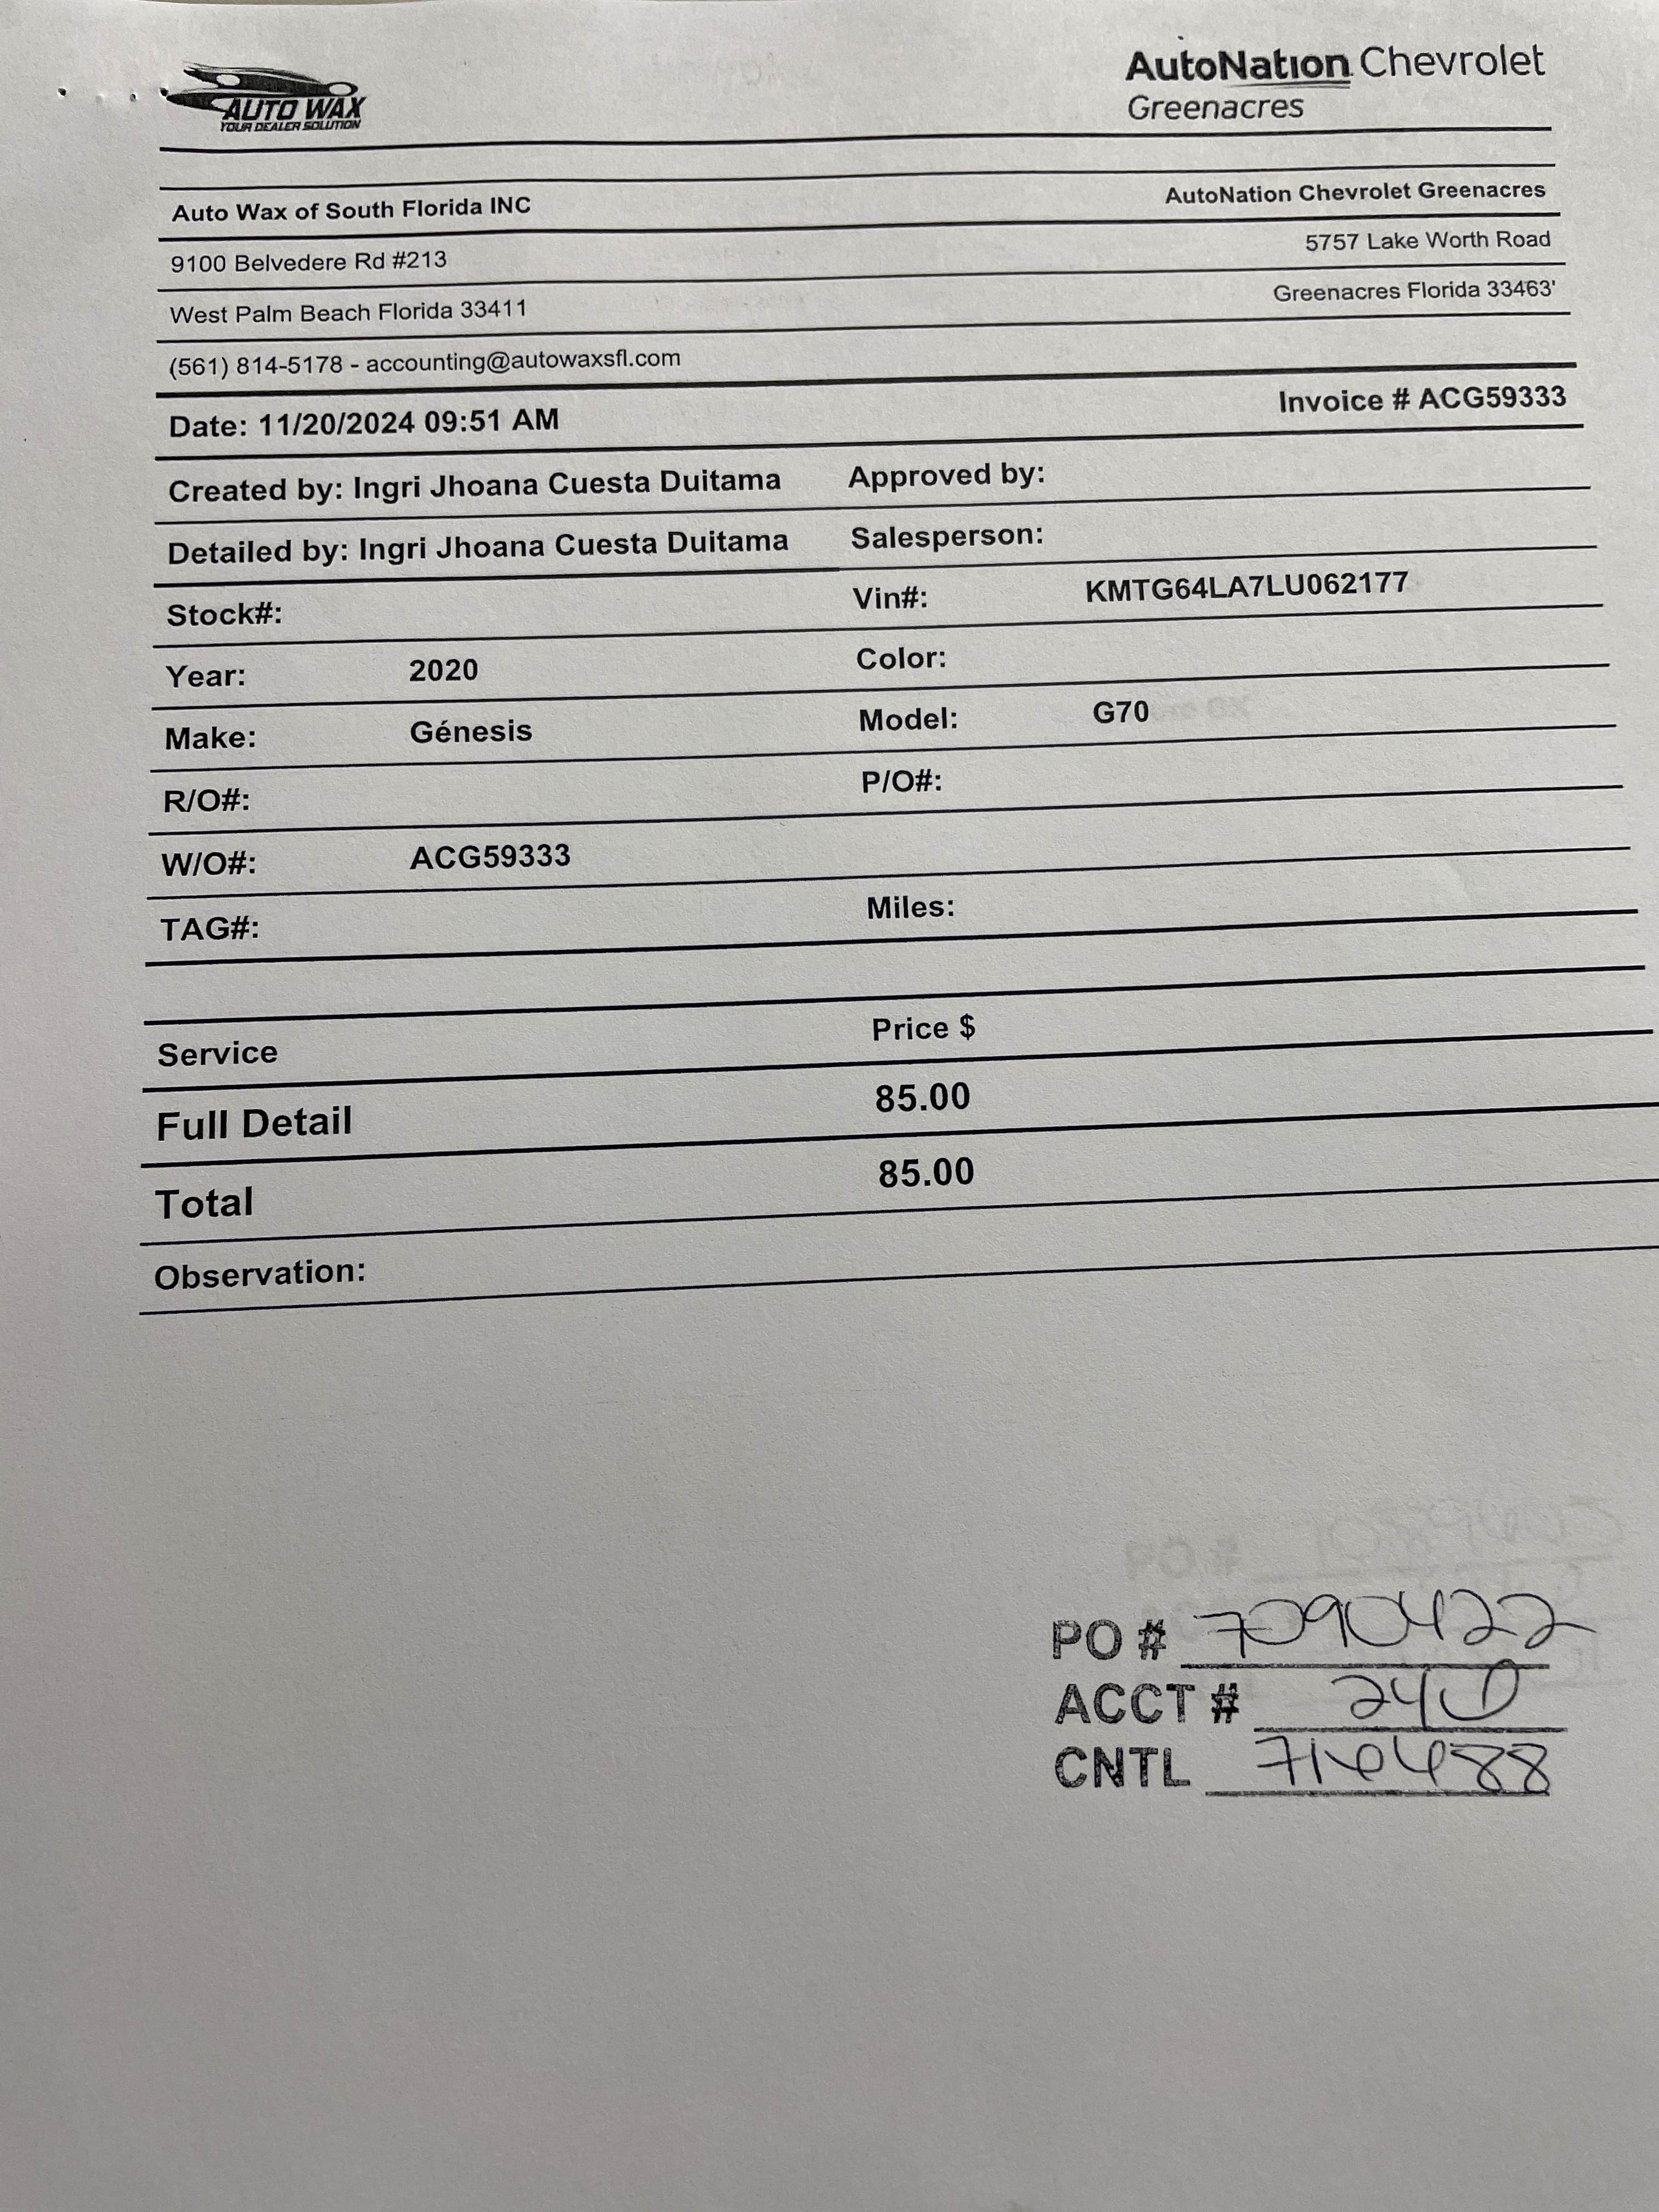 AUTO WAX
YOUR DEALER SOLUTION
AutoNation Chevrolet
Greenacres
Auto Wax of South Florida INC
AutoNation Chevrolet Greenacres
9100 Belvedere Rd #213
5757 Lake Worth Road
West Palm Beach Florida 33411
Greenacres Florida 33463'
(561) 814-5178 - accounting@autowaxsfl.com
Date: 11/20/2024 09:51 AM
Invoice # ACG59333
Created by: Ingri Jhoana Cuesta Duitama
Approved by:
Detailed by: Ingri Jhoana Cuesta Duitama
Salesperson:
Stock#:
Vin#: KMTG64LA7LU062177
Year: 2020
Color:
Make: Génesis
Model: G70
R/O#:
P/O#:
W/O#: ACG59333
TAG#:
Miles:
Service Price $
Full Detail 85.00
Total 85.00
Observation:
PO # 7090422
ACCT # 240
CNTL 716488